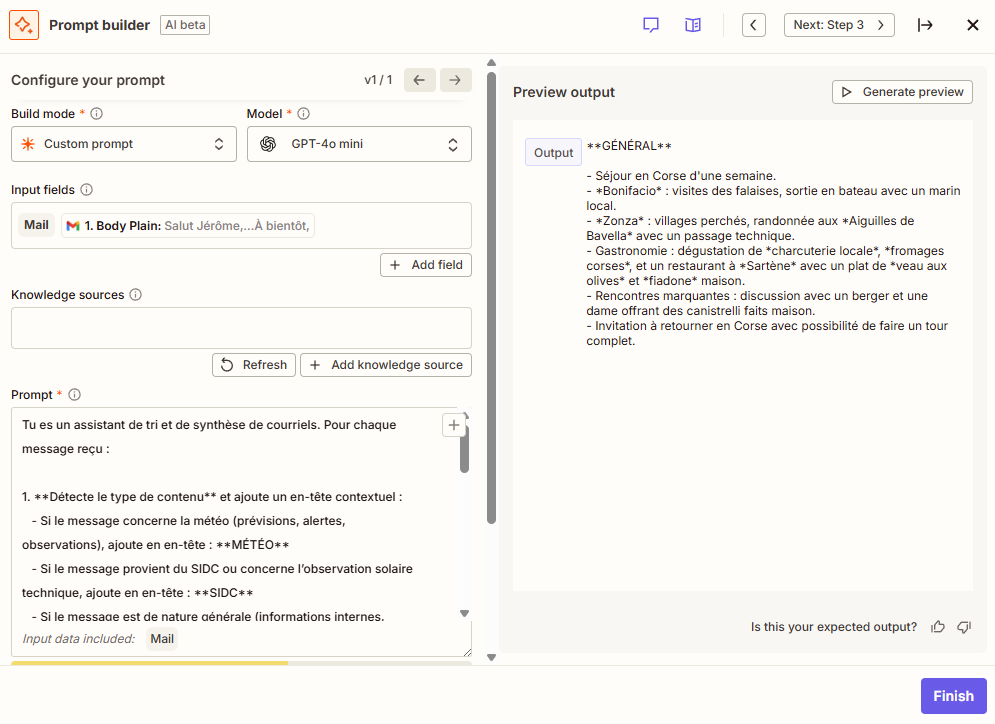 Prompt builder AI beta
Next: Step 3
Configure your prompt
v1 / 1
Build mode *
Model *
Custom prompt
GPT-4o mini
Input fields
Mail 1. Body Plain: Salut Jérôme,...À bientôt,
+ Add field
Knowledge sources
Refresh
+ Add knowledge source
Prompt *
Tu es un assistant de tri et de synthèse de courriels. Pour chaque
message reçu :
1. **Détecte le type de contenu** et ajoute un en-tête contextuel :
- Si le message concerne la météo (prévisions, alertes,
observations), ajoute en en-tête : **MÉTÉO**
- Si le message provient du SIDC ou concerne l'observation solaire
technique, ajoute en en-tête : **SIDC**
- Si le message est de nature générale (informations internes,
Input data included: Mail
Preview output
Generate preview
Output
**GÉNÉRAL**
- Séjour en Corse d'une semaine.
- *Bonifacio* : visites des falaises, sortie en bateau avec un marin
local.
- *Zonza* : villages perchés, randonnée aux *Aiguilles de
Bavella* avec un passage technique.
- Gastronomie : dégustation de *charcuterie locale*, *fromages
corses*, et un restaurant à *Sartène* avec un plat de *veau aux
olives* et *fiadone* maison.
- Rencontres marquantes : discussion avec un berger et une
dame offrant des canistrelli faits maison.
- Invitation à retourner en Corse avec possibilité de faire un tour
complet.
Is this your expected output?
Finish